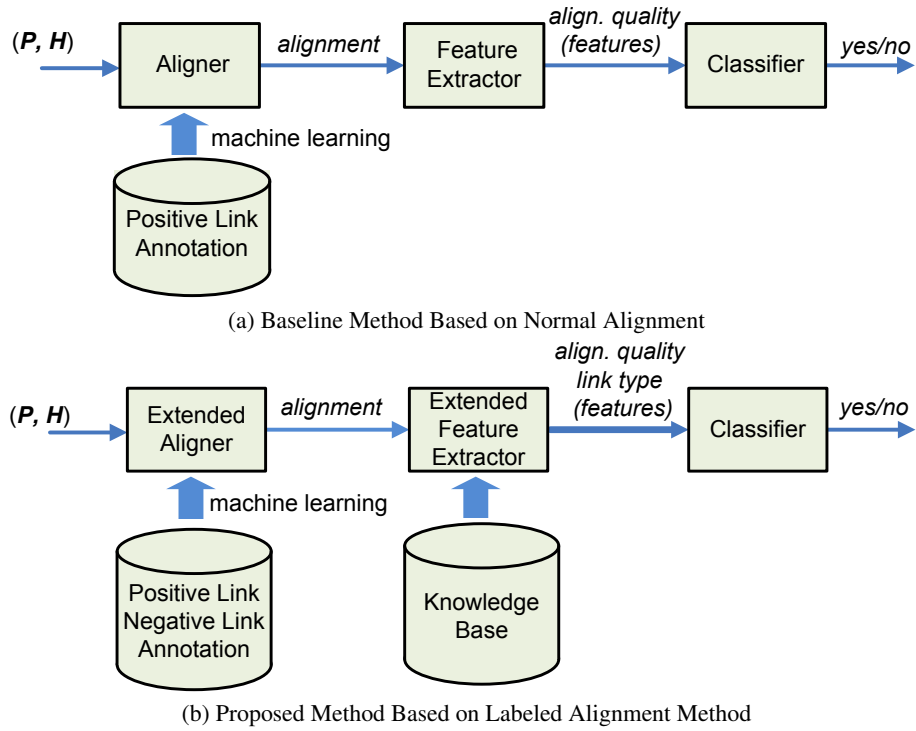 (P, H)
Aligner
alignment
Feature
Extractor
align. quality
(features)
Classifier
yes/no
machine learning
Positive Link
Annotation
(a) Baseline Method Based on Normal Alignment
(P, H)
Extended
Aligner
alignment
Extended
Feature
Extractor
align. quality
link type
(features)
Classifier
yes/no
machine learning
Positive Link
Negative Link
Annotation
Knowledge
Base
(b) Proposed Method Based on Labeled Alignment Method